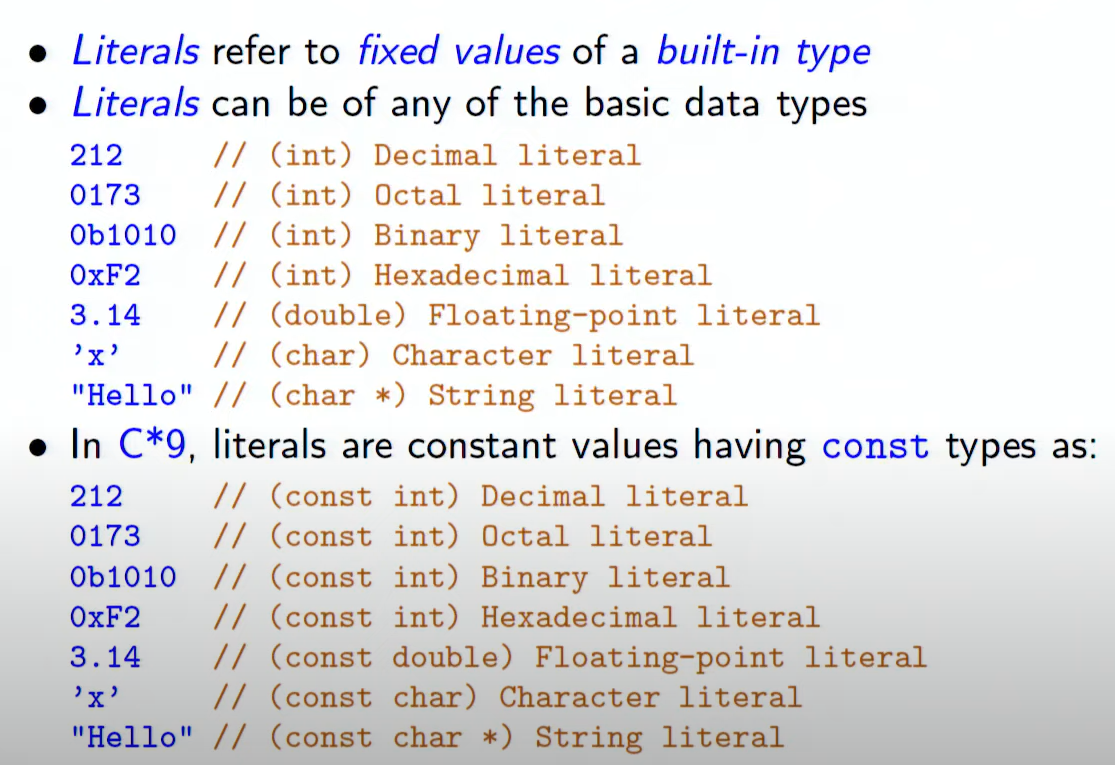 • Literals refer to fixed values of a built-in type
• Literals can be of any of the basic data types
212 // (int) Decimal literal
0173 // (int) Octal literal
0b1010 // (int) Binary literal
0xF2 // (int) Hexadecimal literal
3.14 // (double) Floating-point literal
’x’ // (char) Character literal
"Hello" // (char *) String literal
• In C*9, literals are constant values having const types as:
212 // (const int) Decimal literal
0173 // (const int) Octal literal
0b1010 // (const int) Binary literal
0xF2 // (const int) Hexadecimal literal
3.14 // (const double) Floating-point literal
’x’ // (const char) Character literal
"Hello" // (const char *) String literal